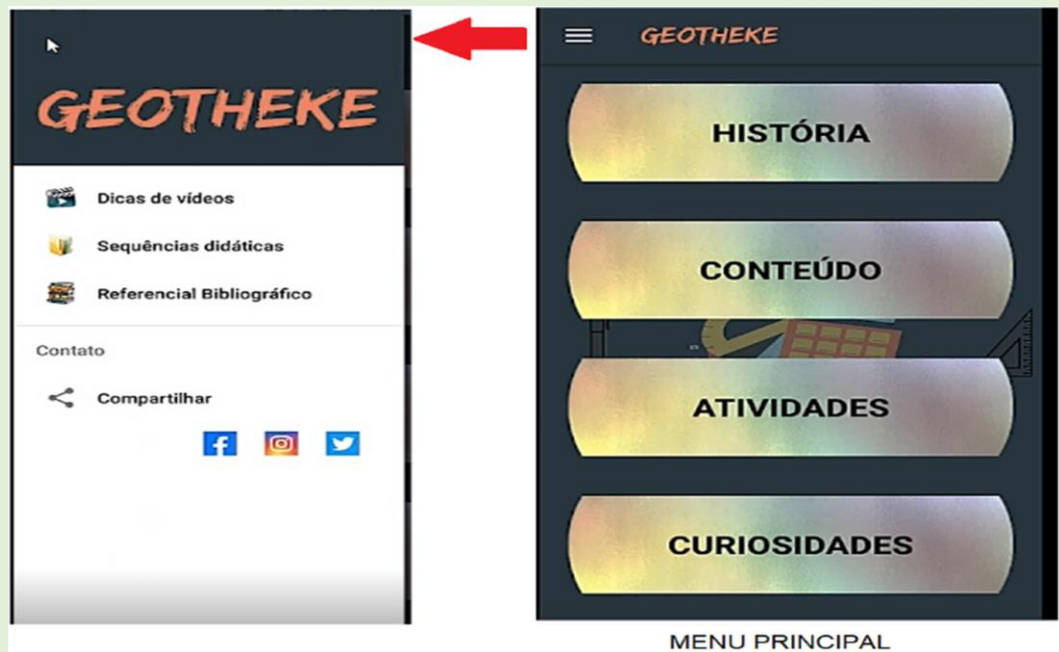 GEOTHEKE
Dicas de vídeos
Sequências didáticas
Referencial Bibliográfico
Contato
Compartilhar
GEOTHEKE
HISTÓRIA
CONTEÚDO
ATIVIDADES
CURIOSIDADES
MENU PRINCIPAL